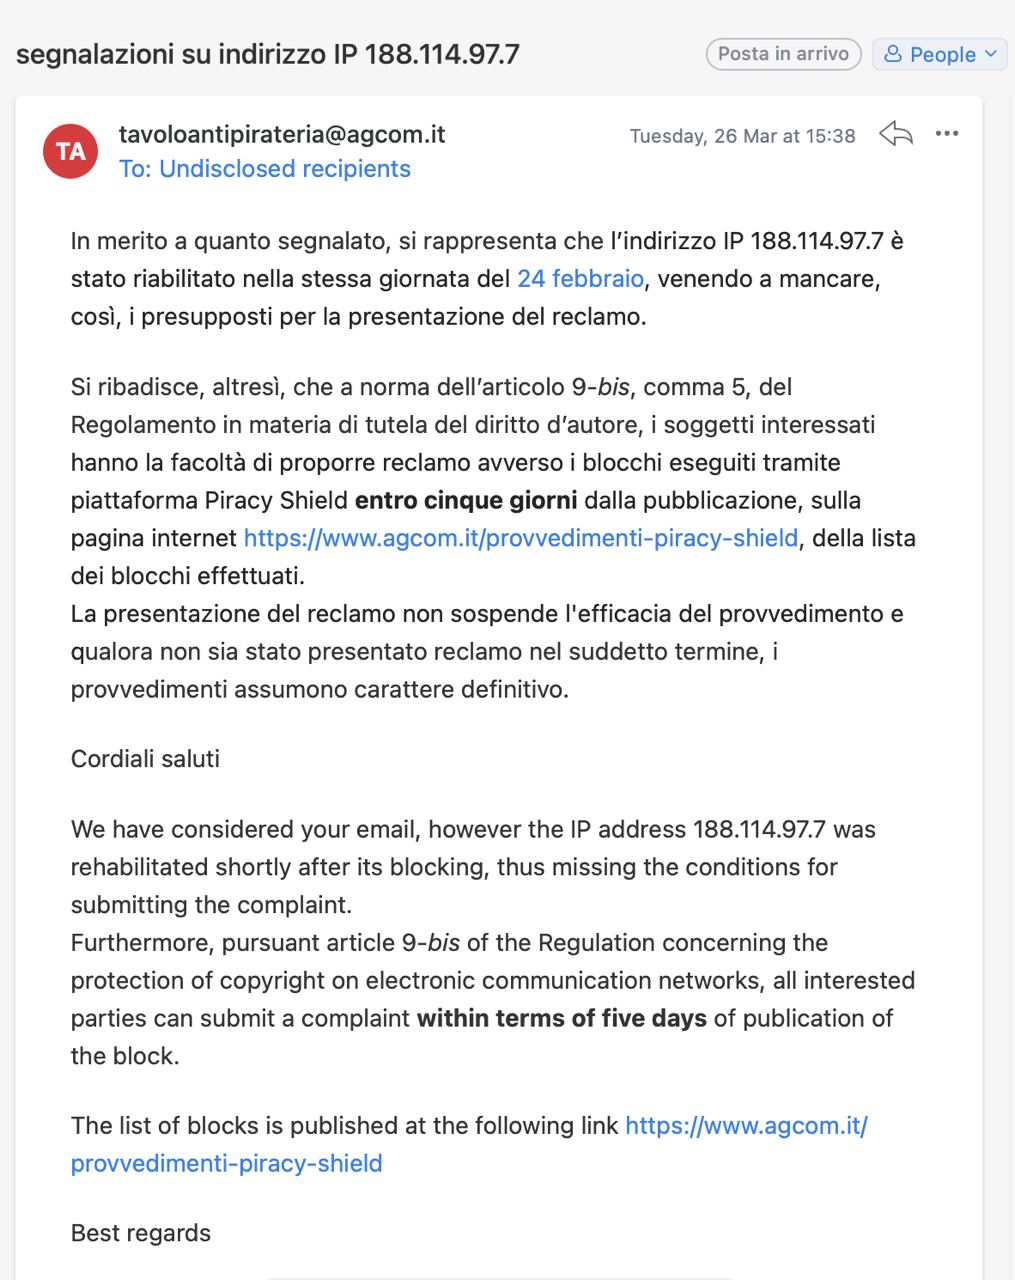 segnalazioni su indirizzo IP 188.114.97.7
Posta in arrivo
People
TA
tavoloantipirateria@agcom.it
Tuesday, 26 Mar at 15:38
To: Undisclosed recipients
In merito a quanto segnalato, si rappresenta che l’indirizzo IP 188.114.97.7 è
stato riabilitato nella stessa giornata del 24 febbraio, venendo a mancare,
così, i presupposti per la presentazione del reclamo.
Si ribadisce, altresì, che a norma dell’articolo 9-bis, comma 5, del
Regolamento in materia di tutela del diritto d’autore, i soggetti interessati
hanno la facoltà di proporre reclamo avverso i blocchi eseguiti tramite
piattaforma Piracy Shield entro cinque giorni dalla pubblicazione, sulla
pagina internet https://www.agcom.it/provvedimenti-piracy-shield, della lista
dei blocchi effettuati.
La presentazione del reclamo non sospende l'efficacia del provvedimento e
qualora non sia stato presentato reclamo nel suddetto termine, i
provvedimenti assumono carattere definitivo.
Cordiali saluti
We have considered your email, however the IP address 188.114.97.7 was
rehabilitated shortly after its blocking, thus missing the conditions for
submitting the complaint.
Furthermore, pursuant article 9-bis of the Regulation concerning the
protection of copyright on electronic communication networks, all interested
parties can submit a complaint within terms of five days of publication of
the block.
The list of blocks is published at the following link https://www.agcom.it/
provvedimenti-piracy-shield
Best regards